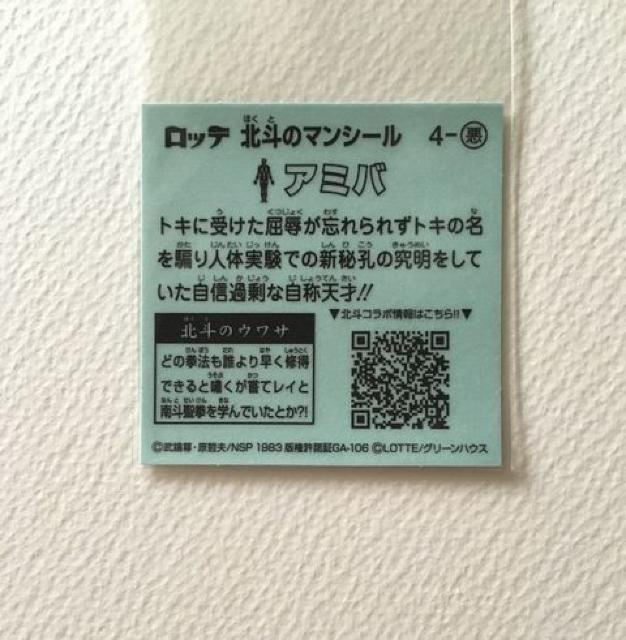 ロッテ 北斗のマンシール 4-悪
アミバ
トキに受けた屈辱が忘れられずトキの名
を騙り人体実験での新秘孔の究明をして
いた自信過剰な自称天才!!
▼北斗コラボ情報はこちら!!▼
北斗のウワサ
どの拳法も誰より早く修得
できると嘯くが嘗てレイと
南斗聖拳を学んでいたとか?!
©武論尊・原哲夫/NSP 1983 版権許諾証GA-106 ©LOTTE/グリーンハウス